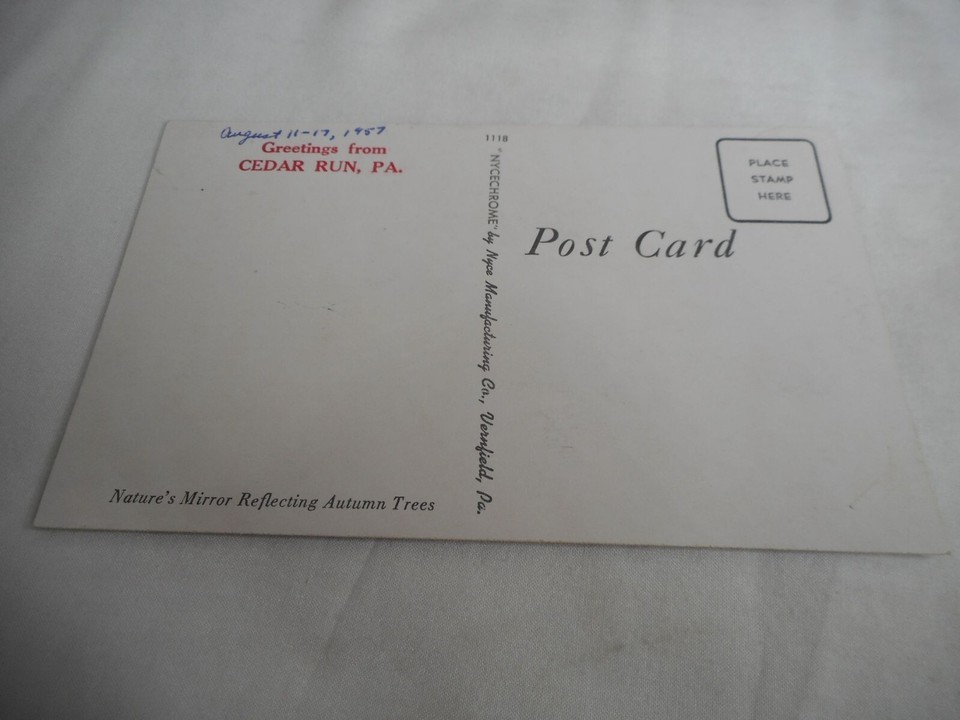 August 11-17, 1957
Greetings from
CEDAR RUN, PA.
1118
"NYCECHROME" by Nyce Manufacturing Co., Vernfield, Pa.
PLACE
STAMP
HERE
Post Card
Nature's Mirror Reflecting Autumn Trees